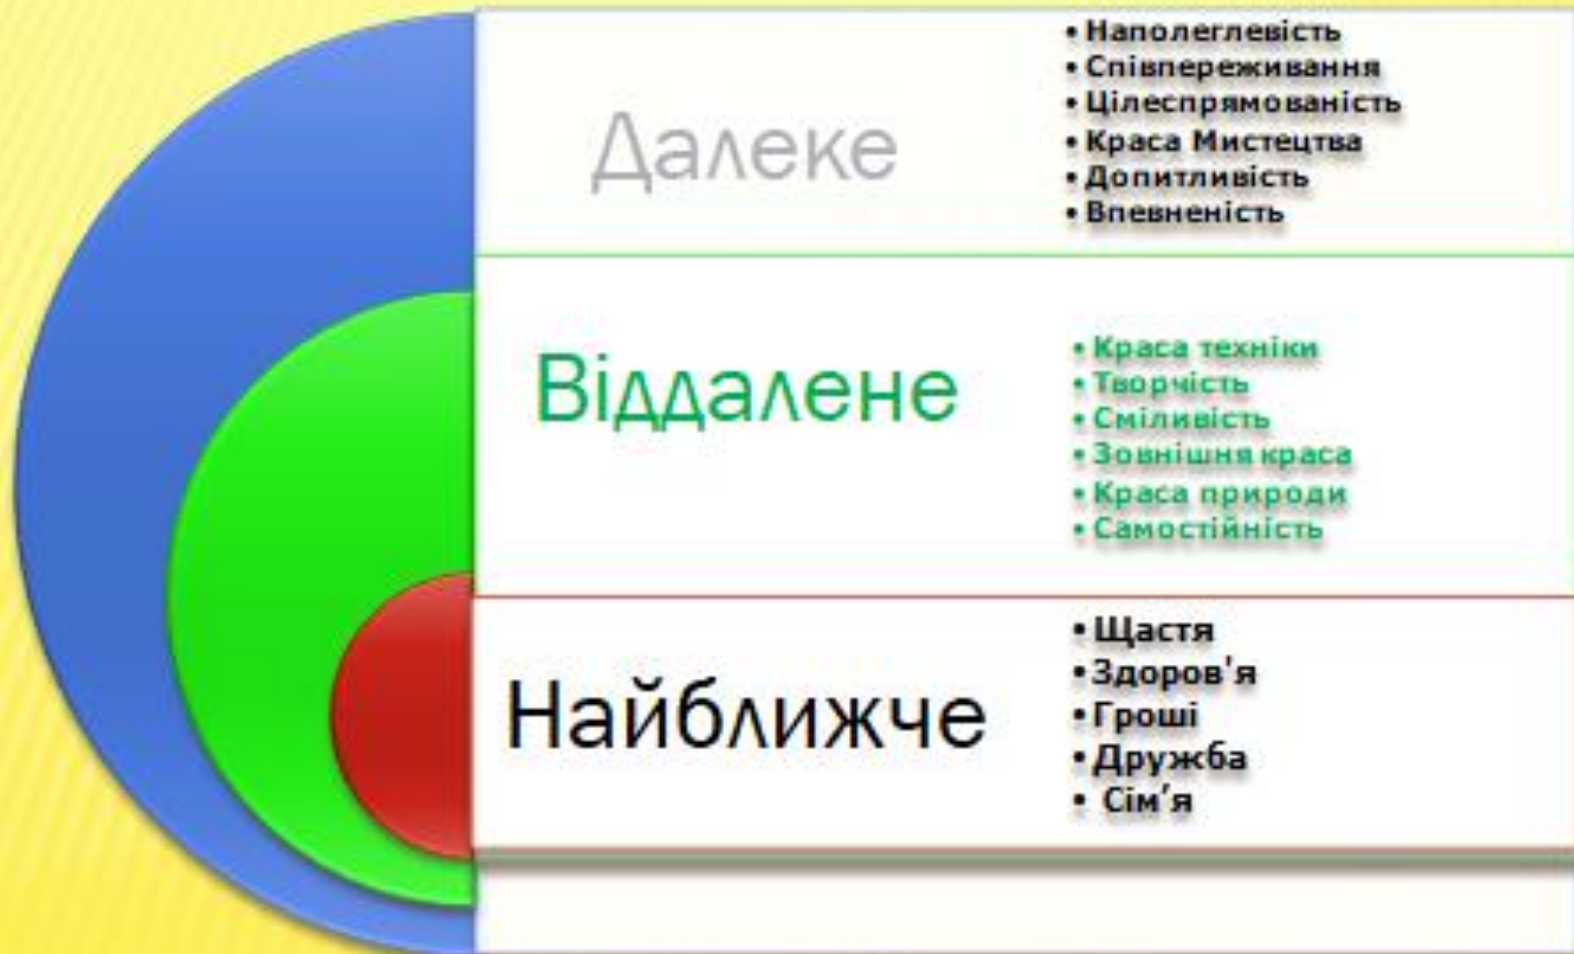 Далеке
• Наполеглевість
• Співпереживання
• Цілеспрямованість
• Краса Мистецтва
• Допитливість
• Впевненість
Віддалене
• Краса техніки
• Творчість
• Сміливість
• Зовнішня краса
• Краса природи
• Самостійність
Найближче
• Щастя
• Здоров'я
• Гроші
• Дружба
• Сім’я